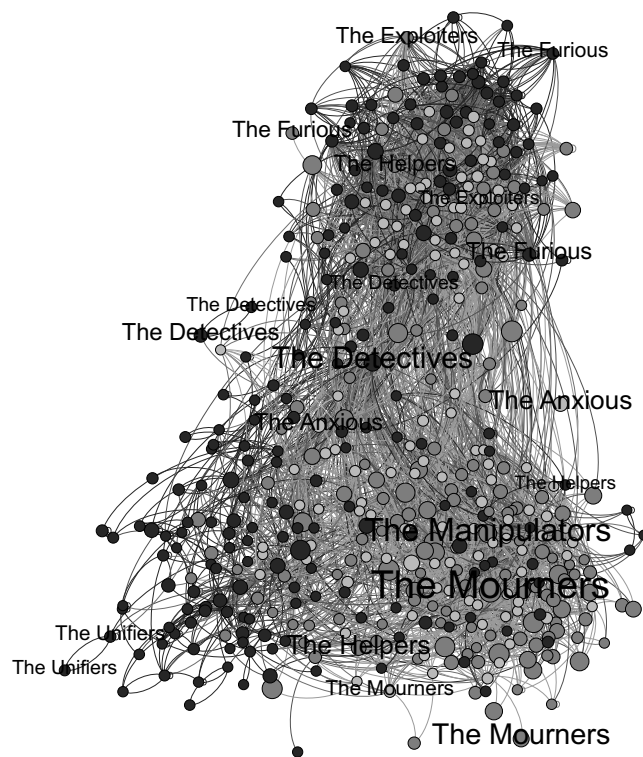 The Exploiters
The Furious
The Furious
The Helpers
The Exploiters
The Furious
The Detectives
The Detectives
The Detectives
The Detectives
The Anxious
The Anxious
The Helpers
The Manipulators
The Mourners
The Unifiers
The Helpers
The Unifiers
The Mourners
The Mourners